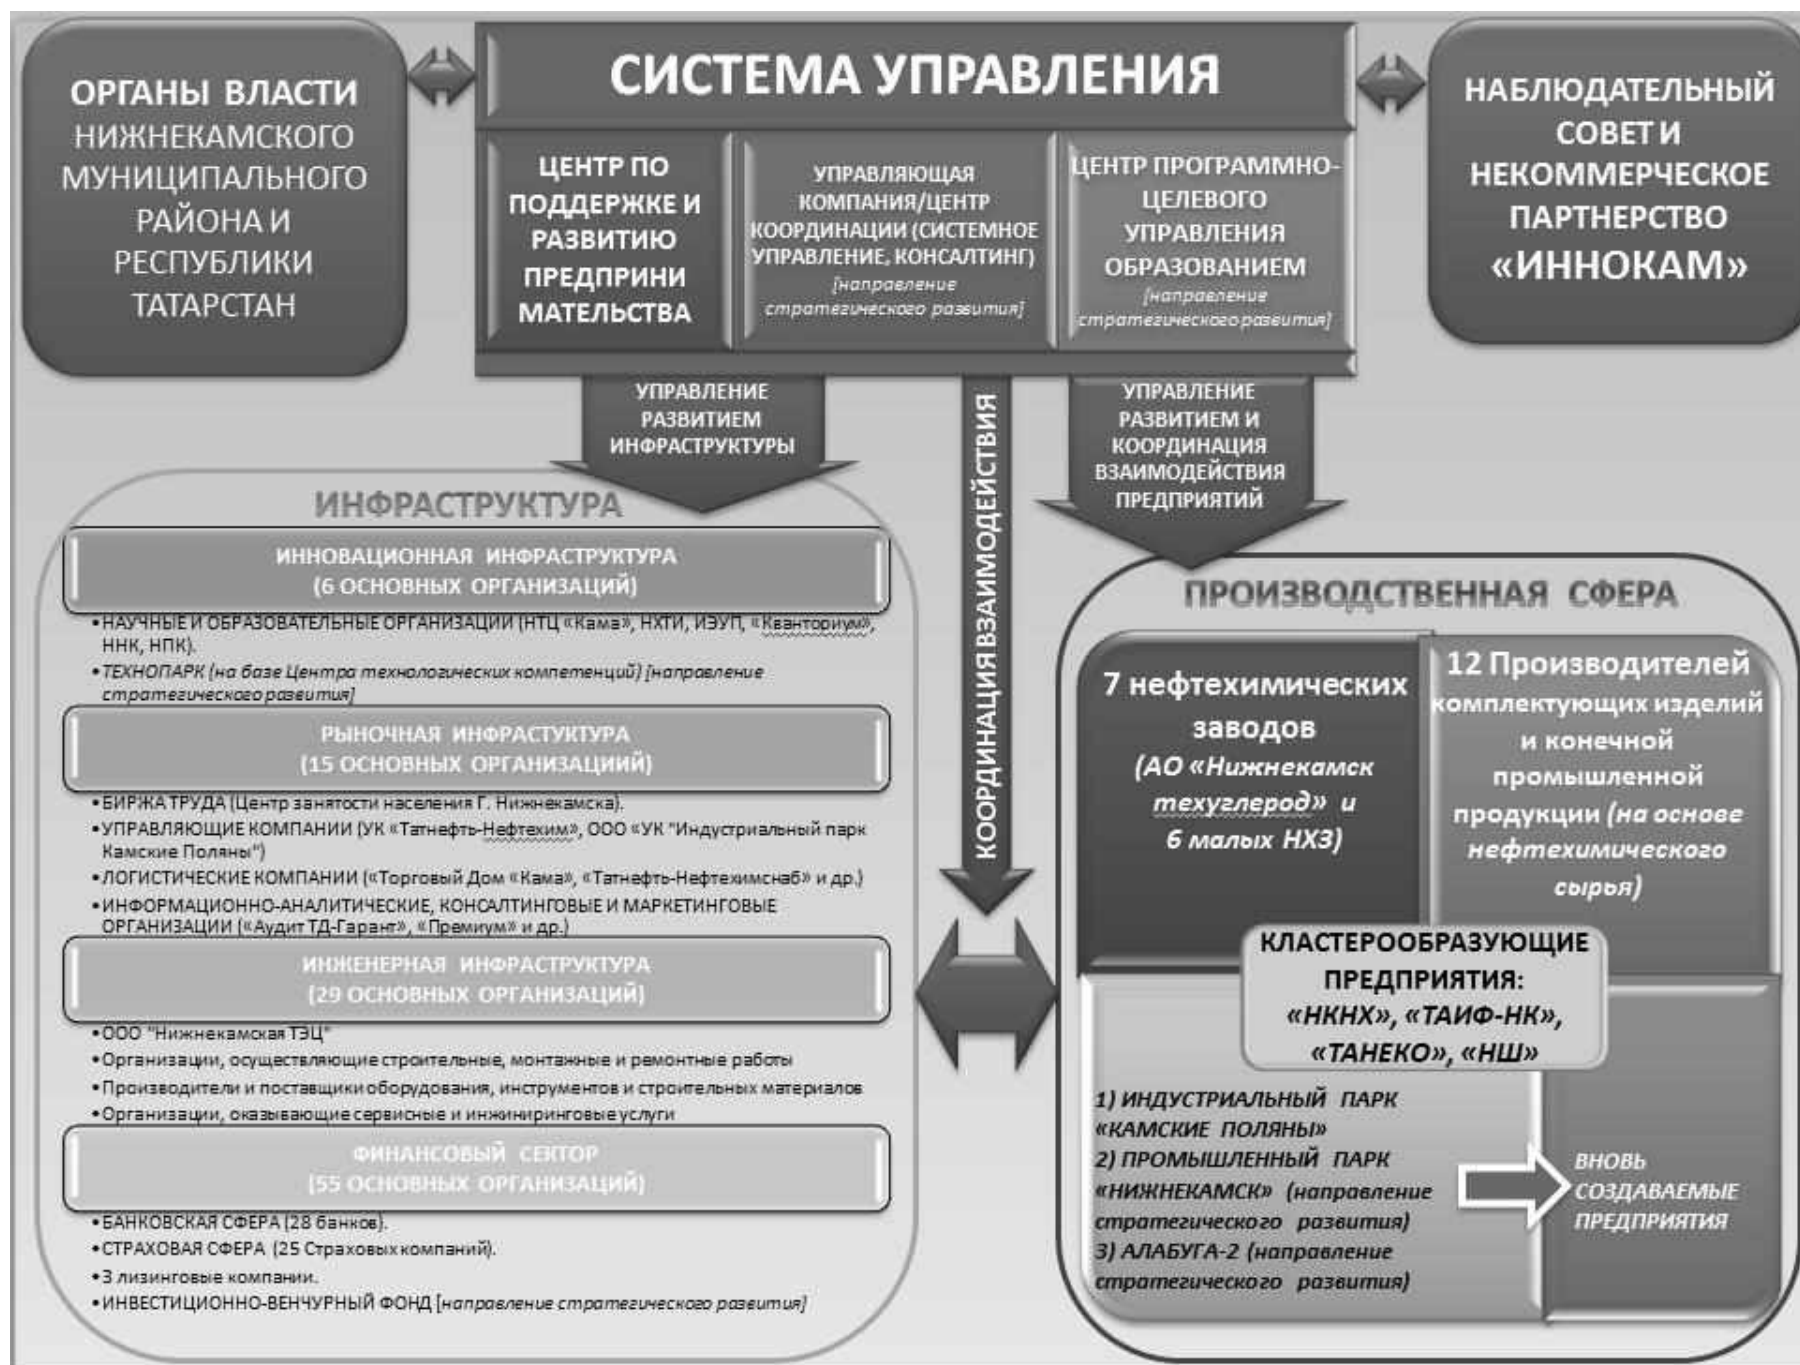 ОРГАНЫ ВЛАСТИ
НИЖНЕКАМСКОГО
МУНИЦИПАЛЬНОГО
РАЙОНА И
РЕСПУБЛИКИ
ТАТАРСТАН
СИСТЕМА УПРАВЛЕНИЯ
ЦЕНТР ПО
ПОДДЕРЖКЕ И
РАЗВИТИЮ
ПРЕДПРИНИ
МАТЕЛЬСТВА
УПРАВЛЯЮЩАЯ
КОМПАНИЯ/ЦЕНТР
КООРДИНАЦИИ (СИСТЕМНОЕ
УПРАВЛЕНИЕ, КОНСАЛТИНГ)
[направление
стратегического развития]
ЦЕНТР ПРОГРАММНО-
ЦЕЛЕВОГО
УПРАВЛЕНИЯ
ОБРАЗОВАНИЕМ
[направление
стратегического развития]
НАБЛЮДАТЕЛЬНЫЙ
СОВЕТ И
НЕКОММЕРЧЕСКОЕ
ПАРТНЕРСТВО
«ИННОКАМ»
УПРАВЛЕНИЕ
РАЗВИТИЕМ
ИНФРАСТРУКТУРЫ
КООРДИНАЦИЯ ВЗАИМОДЕЙСТВИЯ
УПРАВЛЕНИЕ
РАЗВИТИЕМ И
КООРДИНАЦИЯ
ВЗАИМОДЕЙСТВИЯ
ПРЕДПРИЯТИЙ
ИНФРАСТРУКТУРА
ИННОВАЦИОННАЯ ИНФРАСТРУКТУРА
(6 ОСНОВНЫХ ОРГАНИЗАЦИЙ)
•НАУЧНЫЕ И ОБРАЗОВАТЕЛЬНЫЕ ОРГАНИЗАЦИИ (НТЦ «Кама», НХТИ, ИЭУП, «Кванториум»,
ННК, НПК).
•ТЕХНОПАРК (на базе Центра технологических компетенций) [направление
стратегического развития]
РЫНОЧНАЯ ИНФРАСТУКТУРА
(15 ОСНОВНЫХ ОРГАНИЗАЦИИЙ)
•БИРЖА ТРУДА (Центр занятости населения Г. Нижнекамска).
•УПРАВЛЯЮЩИЕ КОМПАНИИ (УК «Татнефть-Нефтехим», ООО «УК "Индустриальный парк
Камские Поляны")
•ЛОГИСТИЧЕСКИЕ КОМПАНИИ («Торговый Дом «Кама», «Татнефть-Нефтехимснаб» и др.)
•ИНФОРМАЦИОННО-АНАЛИТИЧЕСКИЕ, КОНСАЛТИНГОВЫЕ И МАРКЕТИНГОВЫЕ
ОРГАНИЗАЦИИ («Аудит ТД-Гарант», «Премиум» и др.)
ИНЖЕНЕРНАЯ ИНФРАСТРУКТУРА
(29 ОСНОВНЫХ ОРГАНИЗАЦИЙ)
•ООО "Нижнекамская ТЭЦ"
•Организации, осуществляющие строительные, монтажные и ремонтные работы
•Производители и поставщики оборудования, инструментов и строительных материалов
•Организации, оказывающие сервисные и инжиниринговые услуги
ФИНАНСОВЫЙ СЕКТОР
(55 ОСНОВНЫХ ОРГАНИЗАЦИЙ)
•БАНКОВСКАЯ СФЕРА (28 банков).
•СТРАХОВАЯ СФЕРА (25 Страховых компаний).
•3 лизинговые компании.
•ИНВЕСТИЦИОННО-ВЕНЧУРНЫЙ ФОНД [направление стратегического развития]
ПРОИЗВОДСТВЕННАЯ СФЕРА
7 нефтехимических
заводов
(АО «Нижнекамск
техуглерод» и
6 малых НХЗ)
12 Производителей
комплектующих изделий
и конечной
промышленной
продукции (на основе
нефтехимического
сырья)
КЛАСТЕРООБРАЗУЮЩИЕ
ПРЕДПРИЯТИЯ:
«НКНХ», «ТАИФ-НК»,
«ТАНЕКО», «НШ»
1) ИНДУСТРИАЛЬНЫЙ ПАРК
«КАМСКИЕ ПОЛЯНЫ»
2) ПРОМЫШЛЕННЫЙ ПАРК
«НИЖНЕКАМСК» (направление
стратегического развития)
3) АЛАБУГА-2 (направление
стратегического развития)
ВНОВЬ
СОЗДАВАЕМЫЕ
ПРЕДПРИЯТИЯ